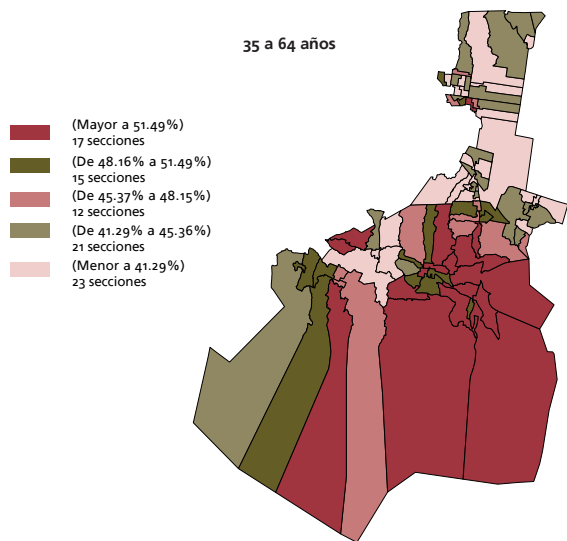 35 a 64 años
(Mayor a 51.49%)
17 secciones
(De 48.16% a 51.49%)
15 secciones
(De 45.37% a 48.15%)
12 secciones
(De 41.29% a 45.36%)
21 secciones
(Menor a 41.29%)
23 secciones